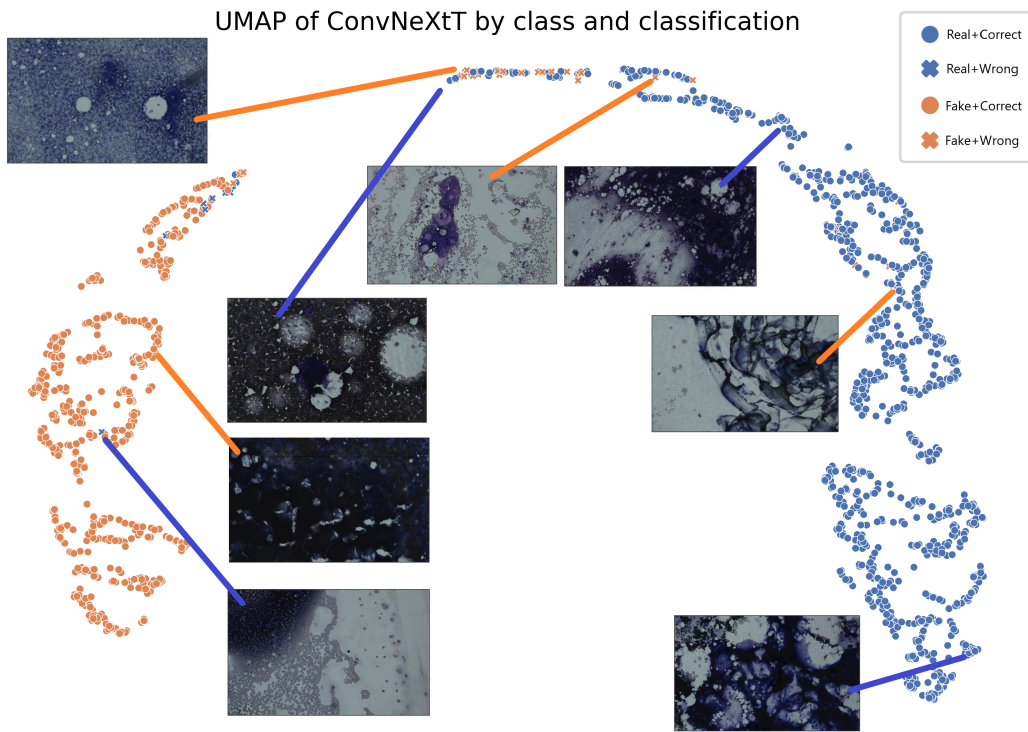 UMAP of ConvNeXtT by class and classification
Real+Correct
Real+Wrong
Fake+Correct
Fake+Wrong